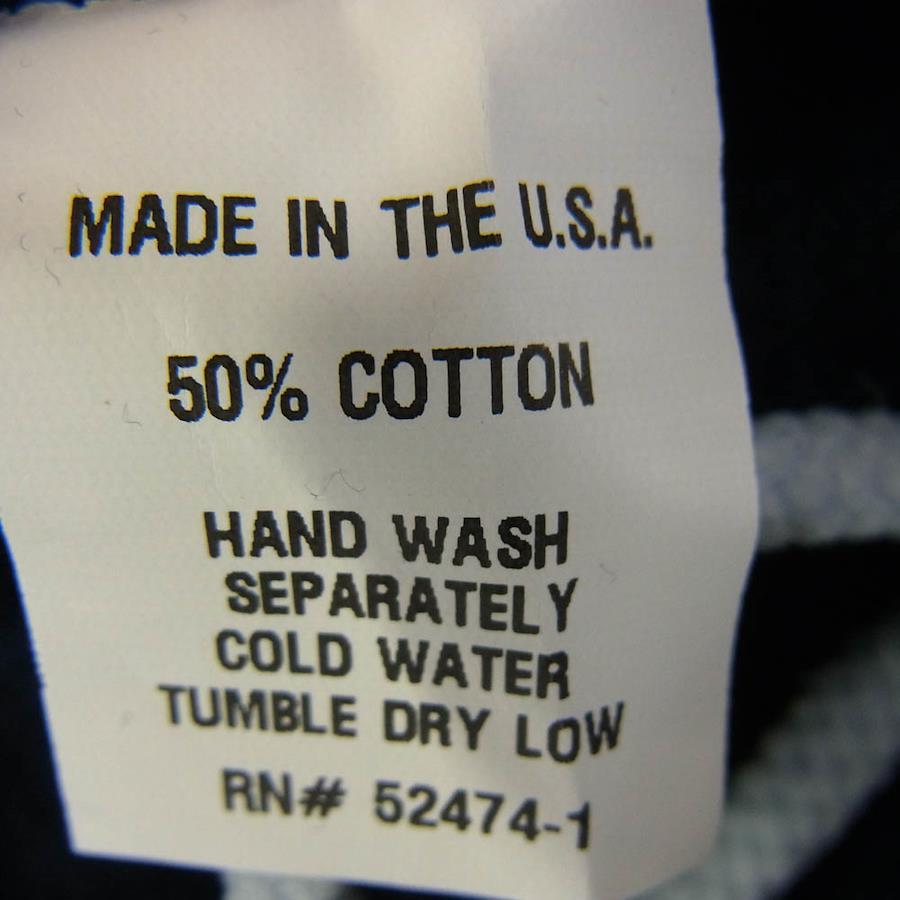 MADE IN THE U.S.A.
50% COTTON
HAND WASH
SEPARATELY
COLD WATER
TUMBLE DRY LOW
RN# 52474-1